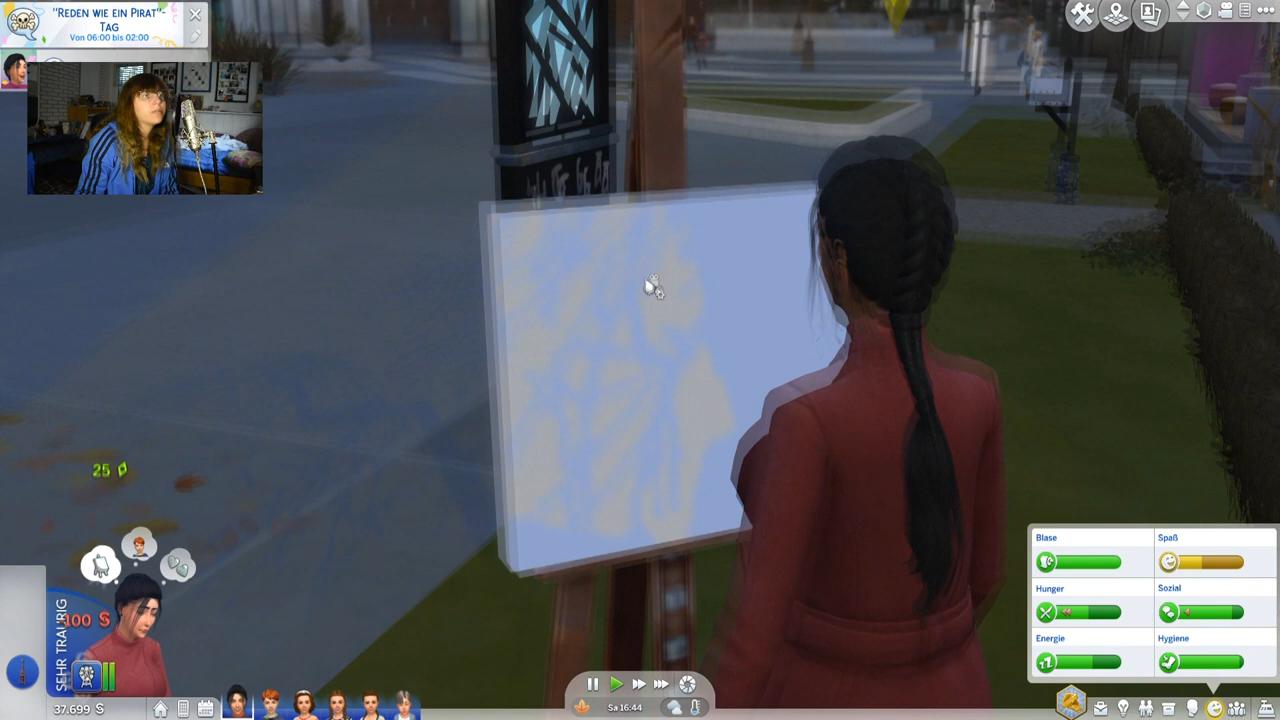 "Reden wie ein Pirat"-
Tag
Von 06:00 bis 02:00
25
100 $
SEHR TRAURIG
37.699 $
Sa 16:44
Blase
Spaß
Hunger
Sozial
Energie
Hygiene